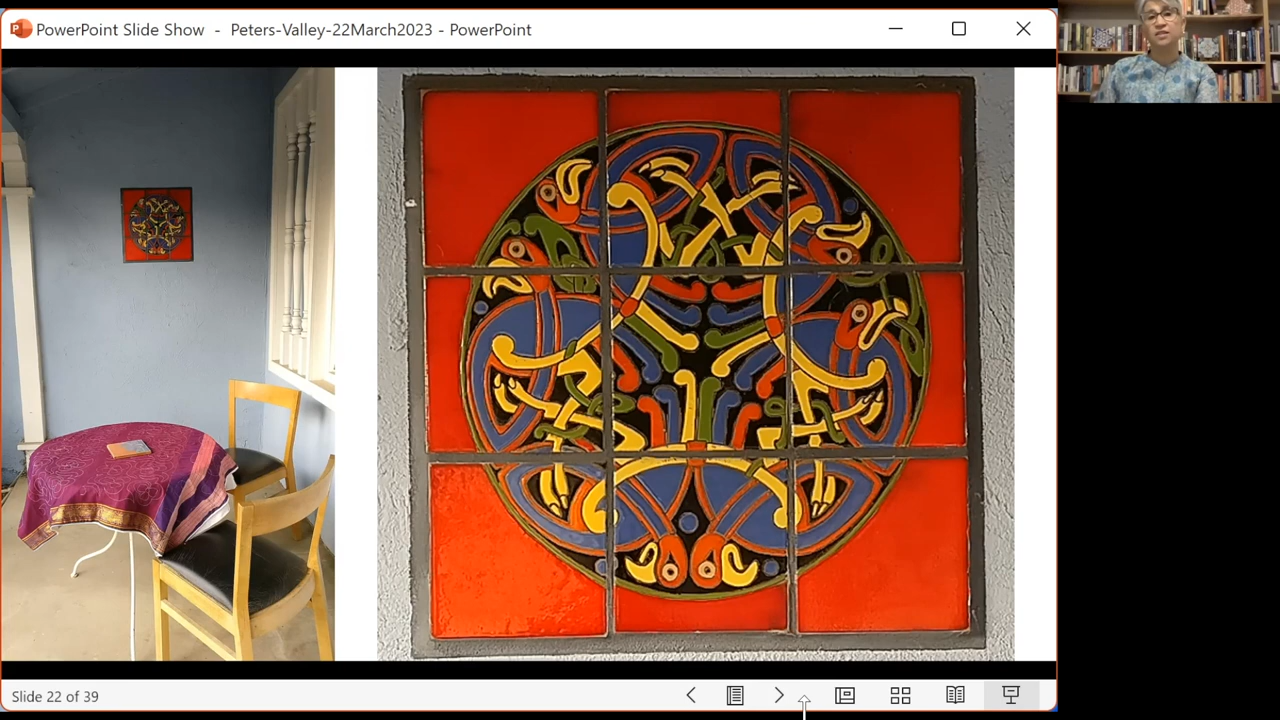 PowerPoint Slide Show - Peters-Valley-22March2023 - PowerPoint
Slide 22 of 39